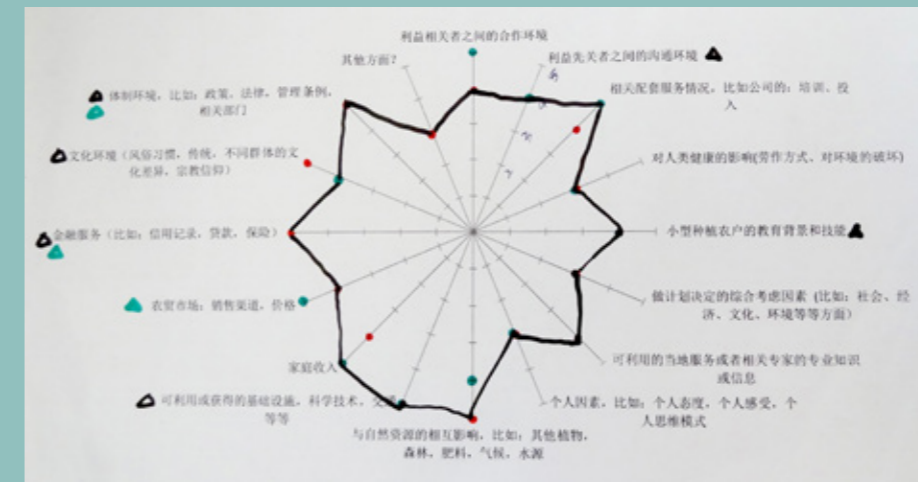 利益相关者之间的合作环境
利益先关者之间的沟通环境
相关配套服务情况，比如公司的：培训、投
入
对人类健康的影响(劳作方式、对环境的破坏)
小型种植农户的教育背景和技能
做计划决定的综合考虑因素（比如：社会、经
济、文化、环境等等方面）
可利用的当地服务或者相关专家的专业知识
或信息
个人因素，比如：个人态度，个人感受，个
人思维模式
与自然资源的相互影响，比如：其他植物，
森林，肥料，气候，水源
可利用或获得的基础设施，科学技术，交通
等等
家庭收入
农贸市场：销售渠道，价格
金融服务（比如：信用记录，贷款，保险）
文化环境（风俗习惯，传统，不同群体的文
化差异，宗教信仰）
体制环境，比如：政策，法律，管理条例，
相关部门
其他方面？